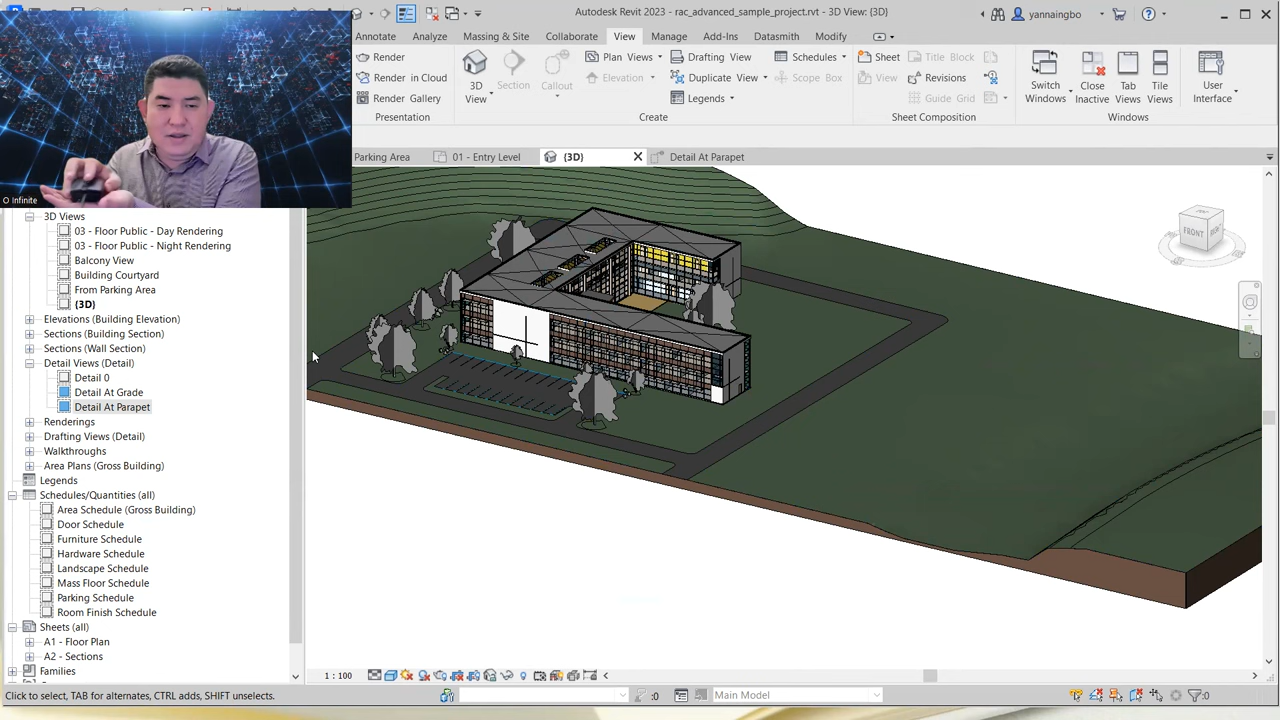 Autodesk Revit 2023 - rac_advanced_sample_project.rvt - 3D View: {3D}
yannaingbo
Annotate Analyze Massing & Site Collaborate View Manage Add-Ins Datasmith Modify
Render
Render in Cloud
Render Gallery
Presentation
3D View
Section
Callout
Plan Views
Elevation
Drafting View
Duplicate View
Legends
Schedules
Scope Box
Create
Sheet
View
Title Block
Revisions
Guide Grid
Sheet Composition
Switch Windows
Close Inactive
Tab Views
Tile Views
Windows
User Interface
O Infinite
Parking Area
01 - Entry Level
{3D}
Detail At Parapet
FRONT
3D Views
03 - Floor Public - Day Rendering
03 - Floor Public - Night Rendering
Balcony View
Building Courtyard
From Parking Area
{3D}
Elevations (Building Elevation)
Sections (Building Section)
Sections (Wall Section)
Detail Views (Detail)
Detail 0
Detail At Grade
Detail At Parapet
Renderings
Drafting Views (Detail)
Walkthroughs
Area Plans (Gross Building)
Legends
Schedules/Quantities (all)
Area Schedule (Gross Building)
Door Schedule
Furniture Schedule
Hardware Schedule
Landscape Schedule
Mass Floor Schedule
Parking Schedule
Room Finish Schedule
Sheets (all)
A1 - Floor Plan
A2 - Sections
Families
1 : 100
Click to select, TAB for alternates, CTRL adds, SHIFT unselects.
:0
Main Model
:0